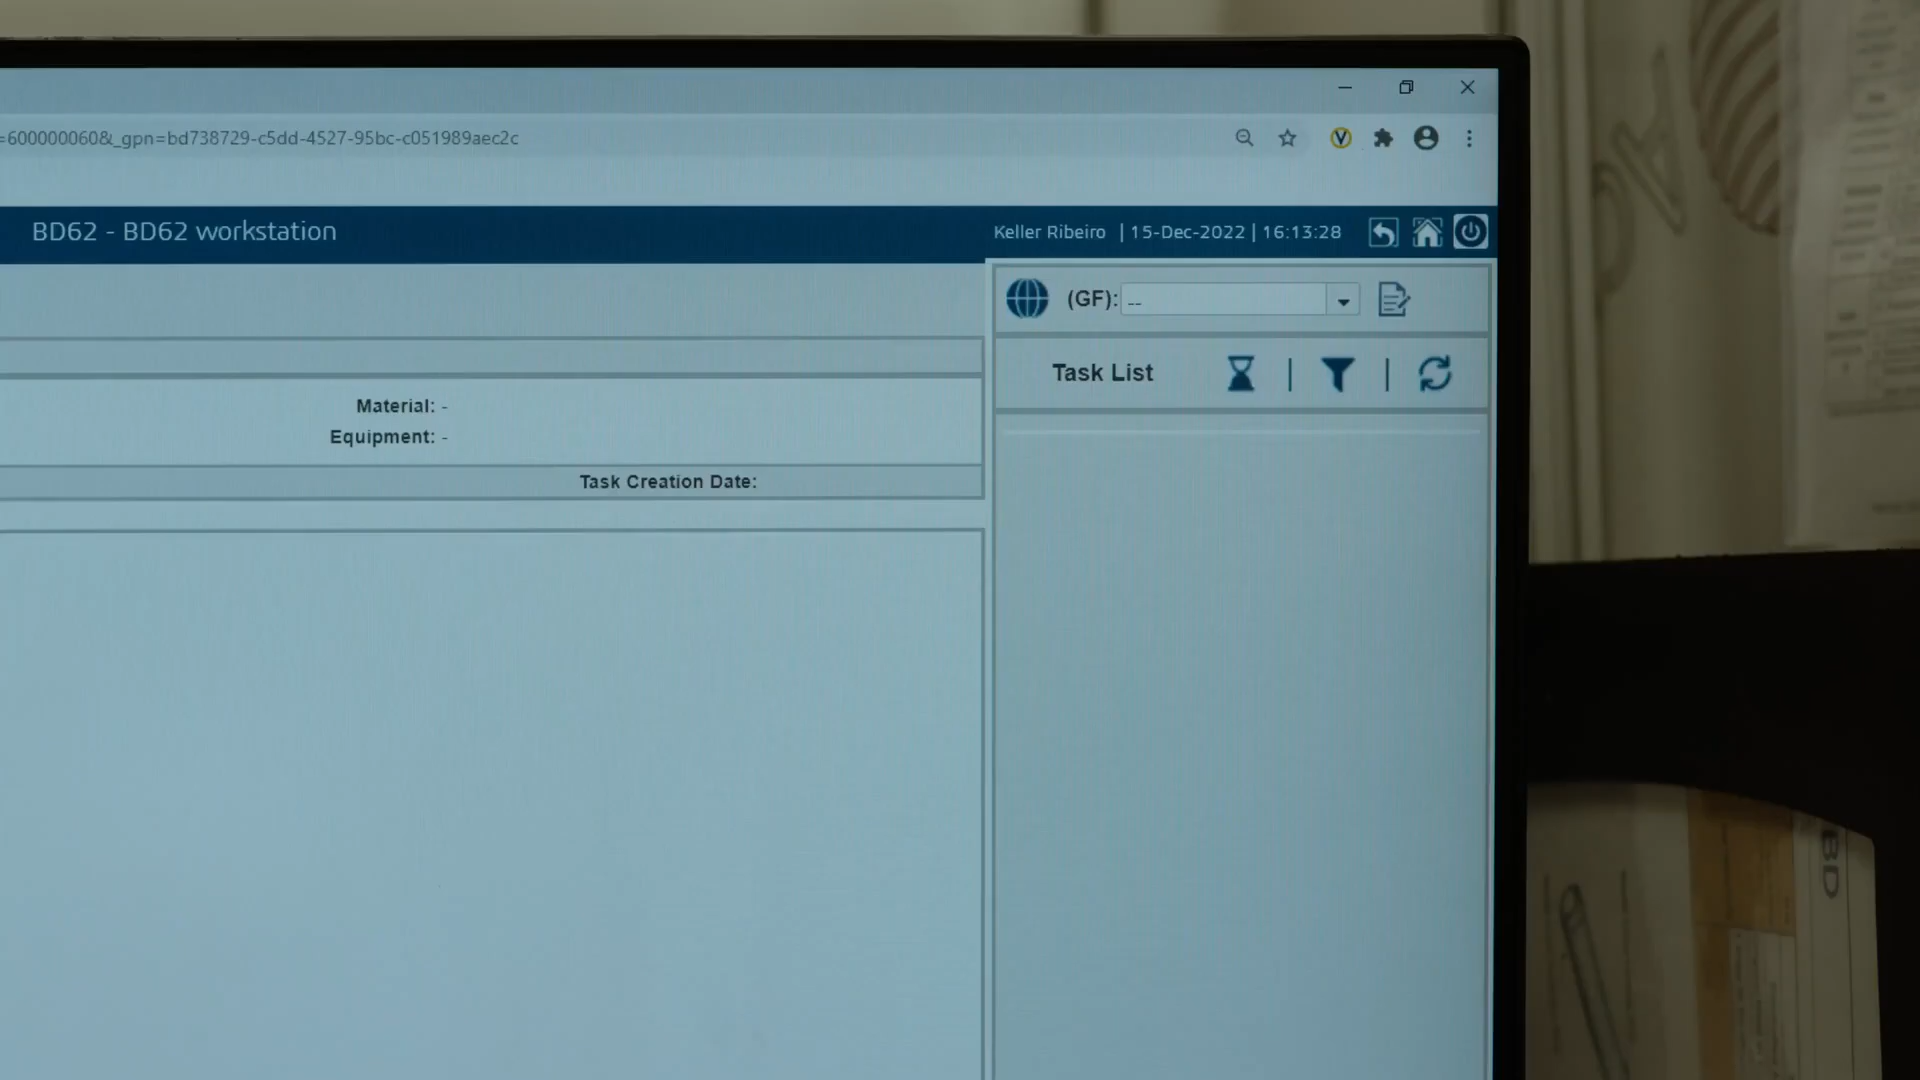 =600000060&_gpn=bd738729-c5dd-4527-95bc-c051989aec2c
BD62 - BD62 workstation
Keller Ribeiro | 15-Dec-2022 | 16:13:28
(GF): --
Task List
Material: -
Equipment: -
Task Creation Date:
BD